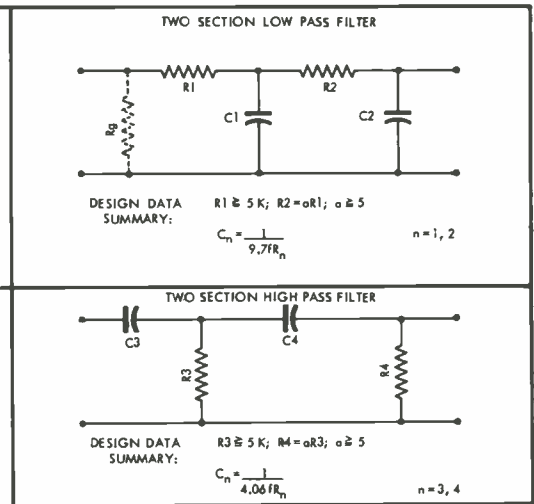 TWO SECTION LOW PASS FILTER
R1
R2
Rg
C1
C2
DESIGN DATA SUMMARY:
R1 ≧ 5 K; R2=aR1; a ≧ 5
Cn = 1 / 9.7fRn
n = 1, 2
TWO SECTION HIGH PASS FILTER
C3
C4
R3
R4
DESIGN DATA SUMMARY:
R3 ≧ 5 K; R4=aR3; a ≧ 5
Cn = 1 / 4.06fRn
n=3, 4